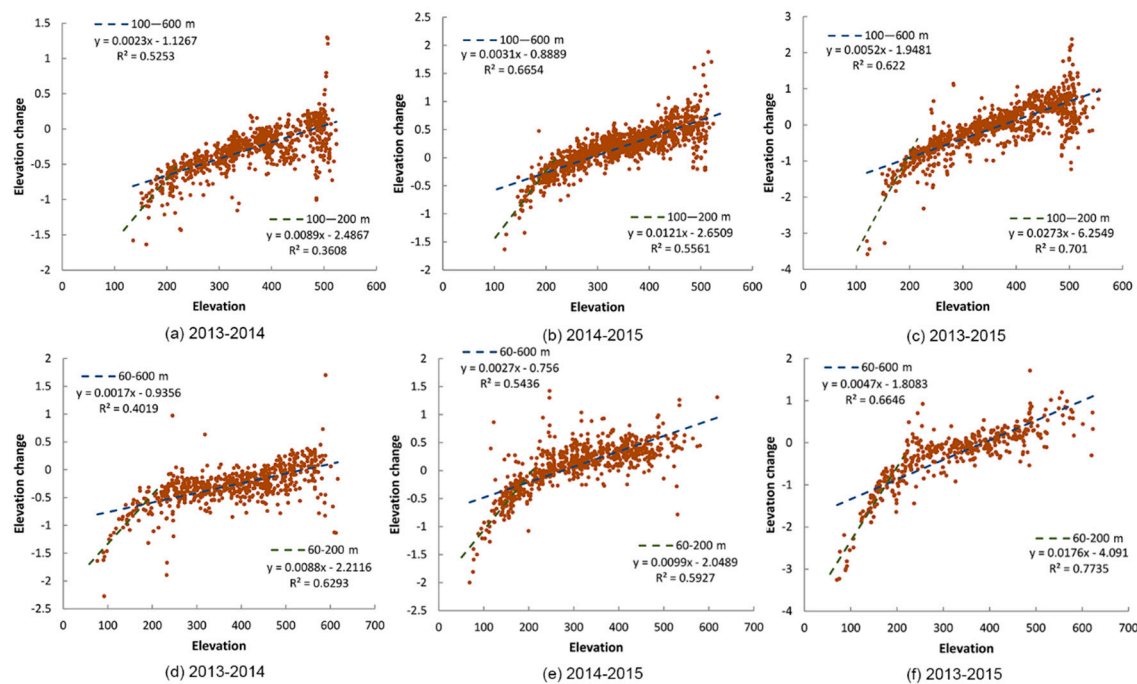 100—600 m
y = 0.0023x - 1.1267
R² = 0.5253
1.5
1
0.5
0
-0.5
-1
-1.5
-2
Elevation change
100—200 m
y = 0.0089x - 2.4867
R² = 0.3608
0 100 200 300 400 500 600
Elevation
(a) 2013-2014
100—600 m
y = 0.0031x - 0.8889
R² = 0.6654
2.5
2
1.5
1
0.5
0
-0.5
-1
-1.5
-2
Elevation change
100—200 m
y = 0.0121x - 2.6509
R² = 0.5561
0 100 200 300 400 500 600
Elevation
(b) 2014-2015
100—600 m
y = 0.0052x - 1.9481
R² = 0.622
3
2
1
0
-1
-2
-3
-4
Elevation change
100—200 m
y = 0.0273x - 6.2549
R² = 0.701
0 100 200 300 400 500 600
Elevation
(c) 2013-2015
60-600 m
y = 0.0017x - 0.9356
R² = 0.4019
2
1.5
1
0.5
0
-0.5
-1
-1.5
-2
-2.5
Elevation change
60-200 m
y = 0.0088x - 2.2116
R² = 0.6293
0 100 200 300 400 500 600 700
Elevation
(d) 2013-2014
60-600 m
y = 0.0027x - 0.756
R² = 0.5436
2
1.5
1
0.5
0
-0.5
-1
-1.5
-2
-2.5
Elevation change
60-200 m
y = 0.0099x - 2.0489
R² = 0.5927
0 100 200 300 400 500 600 700
Elevation
(e) 2014-2015
60-600 m
y = 0.0047x - 1.8083
R² = 0.6646
2
1
0
-1
-2
-3
-4
Eevation change
60-200 m
y = 0.0176x - 4.091
R² = 0.7735
0 100 200 300 400 500 600 700
Elevation
(f) 2013-2015